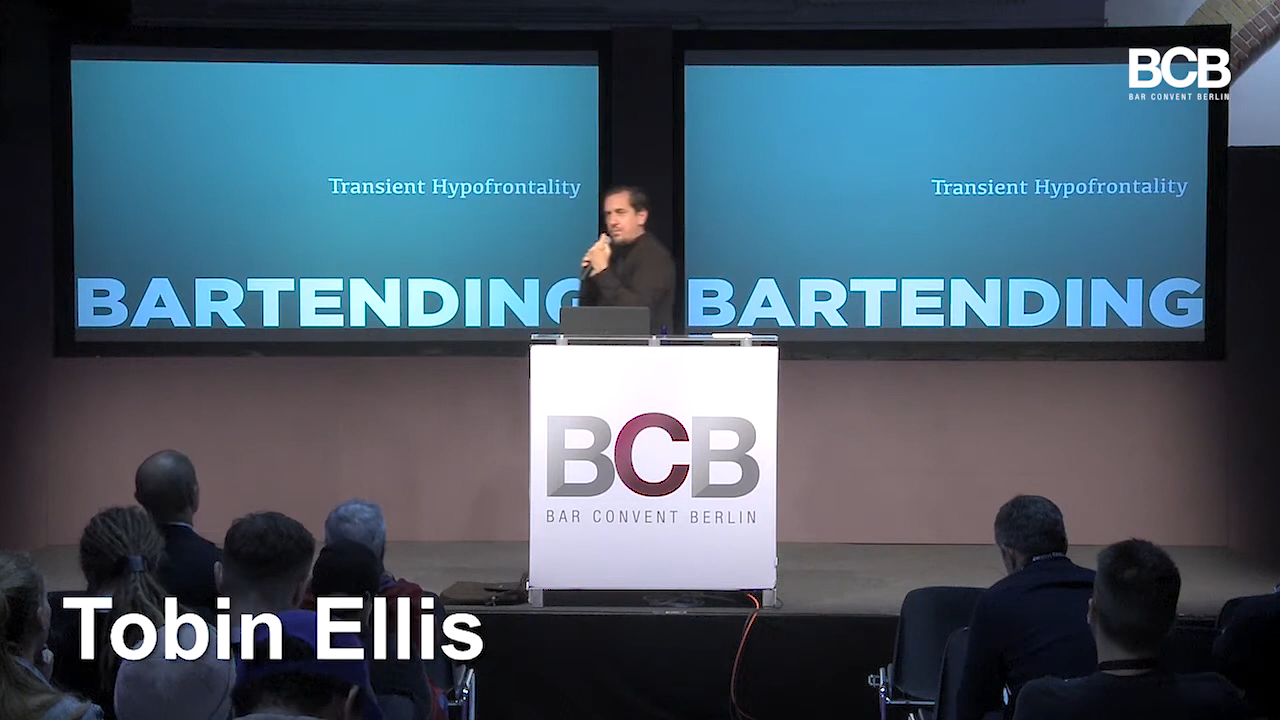 BCB
BAR CONVENT BERLIN
Transient Hypofrontality
Transient Hypofrontality
BARTENDING
BARTENDING
BCB
BAR CONVENT BERLIN
Tobin Ellis